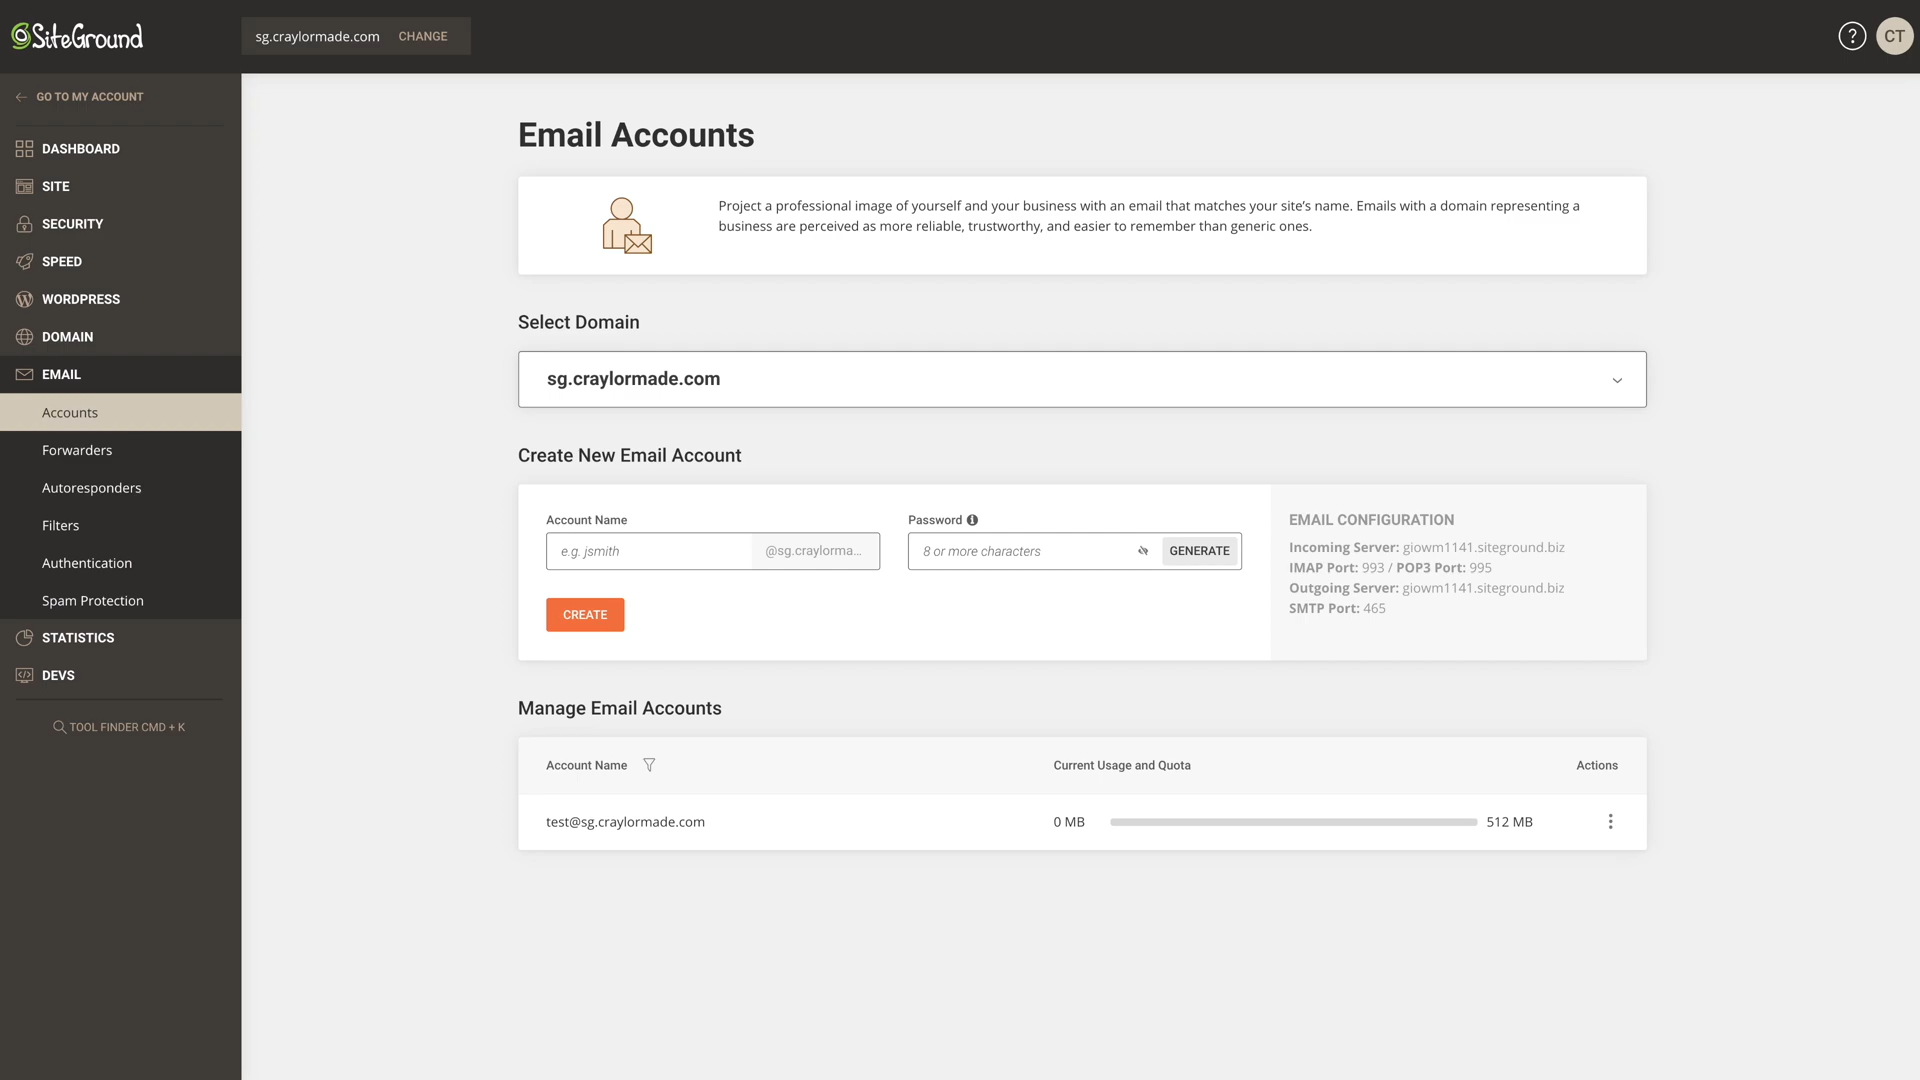 SiteGround
sg.craylormade.com CHANGE
? CT
GO TO MY ACCOUNT
DASHBOARD
SITE
SECURITY
SPEED
WORDPRESS
DOMAIN
EMAIL
Accounts
Forwarders
Autoresponders
Filters
Authentication
Spam Protection
STATISTICS
DEVS
TOOL FINDER CMD + K
Email Accounts
Project a professional image of yourself and your business with an email that matches your site’s name. Emails with a domain representing a
business are perceived as more reliable, trustworthy, and easier to remember than generic ones.
Select Domain
sg.craylormade.com
Create New Email Account
Account Name
e.g. jsmith @sg.craylorma...
Password
8 or more characters GENERATE
CREATE
EMAIL CONFIGURATION
Incoming Server: giowm1141.siteground.biz
IMAP Port: 993 / POP3 Port: 995
Outgoing Server: giowm1141.siteground.biz
SMTP Port: 465
Manage Email Accounts
Account Name Current Usage and Quota Actions
test@sg.craylormade.com 0 MB 512 MB